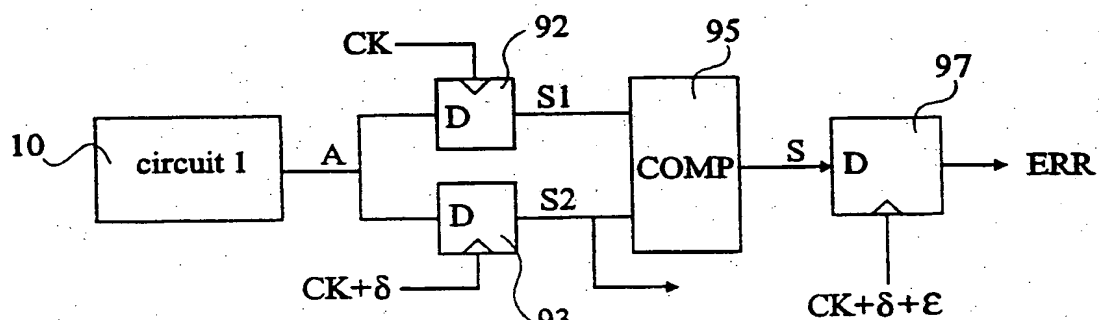 CK
92
95
97
10
circuit 1
A
D
S1
COMP
S
D
ERR
D
S2
CK+δ
93
CK+δ+ε